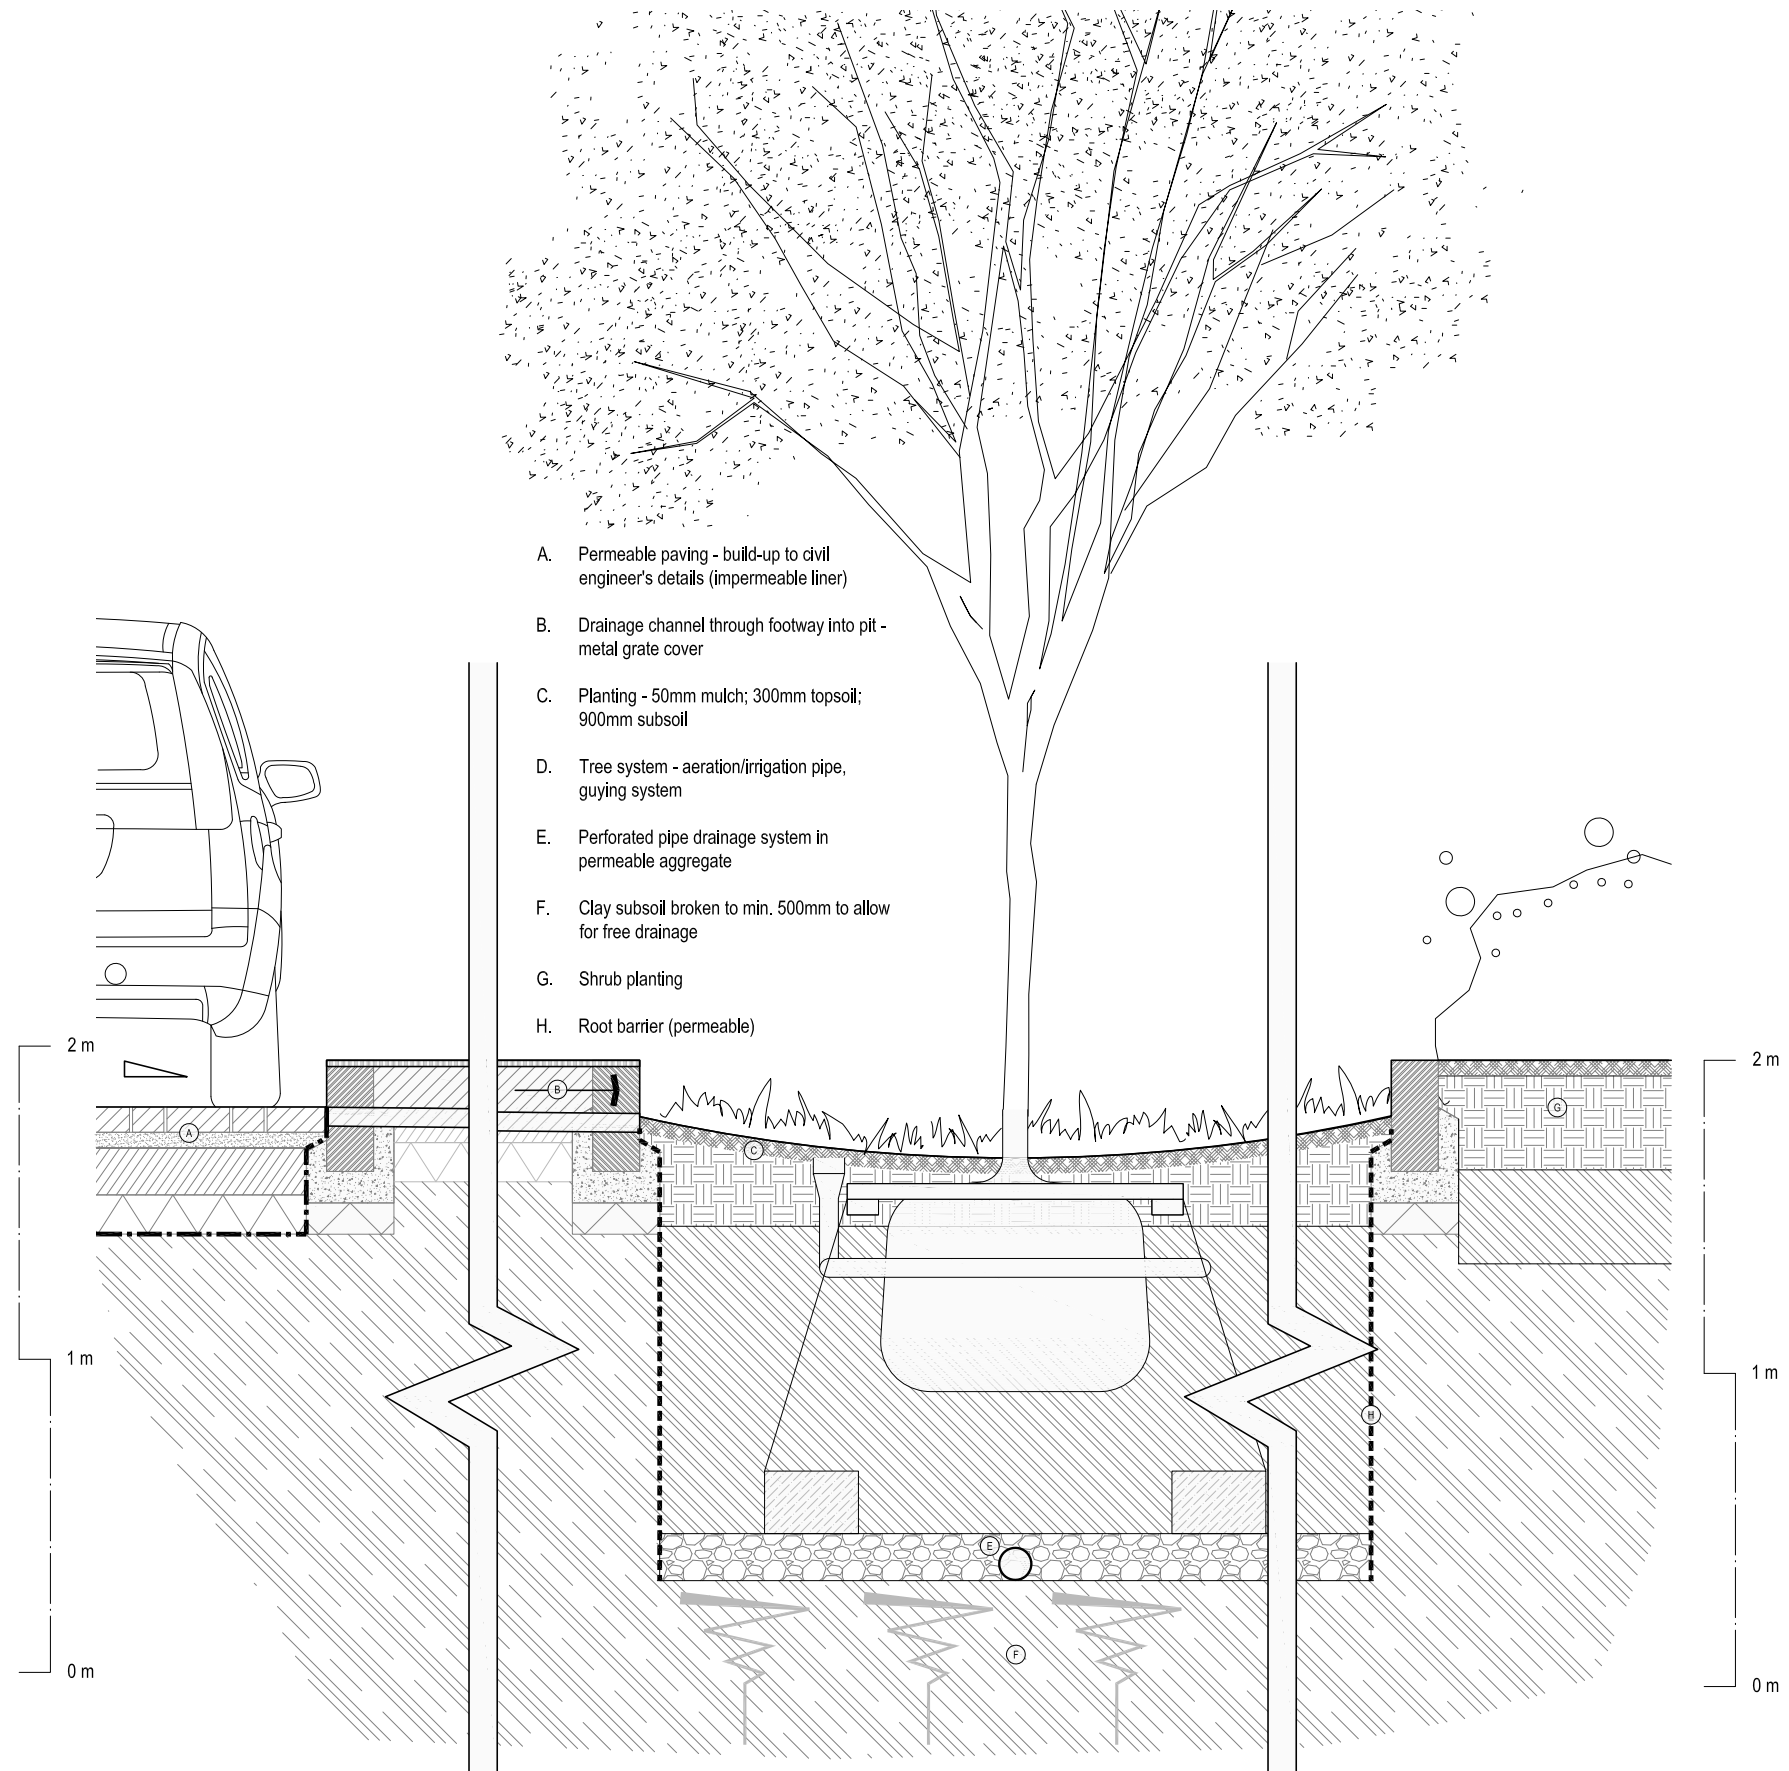 A. Permeable paving - build-up to civil
engineer's details (impermeable liner)
B. Drainage channel through footway into pit -
metal grate cover
C. Planting - 50mm mulch; 300mm topsoil;
900mm subsoil
D. Tree system - aeration/irrigation pipe,
guying system
E. Perforated pipe drainage system in
permeable aggregate
F. Clay subsoil broken to min. 500mm to allow
for free drainage
G. Shrub planting
H. Root barrier (permeable)
2 m
2 m
B
G
A
C
1 m
1 m
H
E
F
0 m
0 m